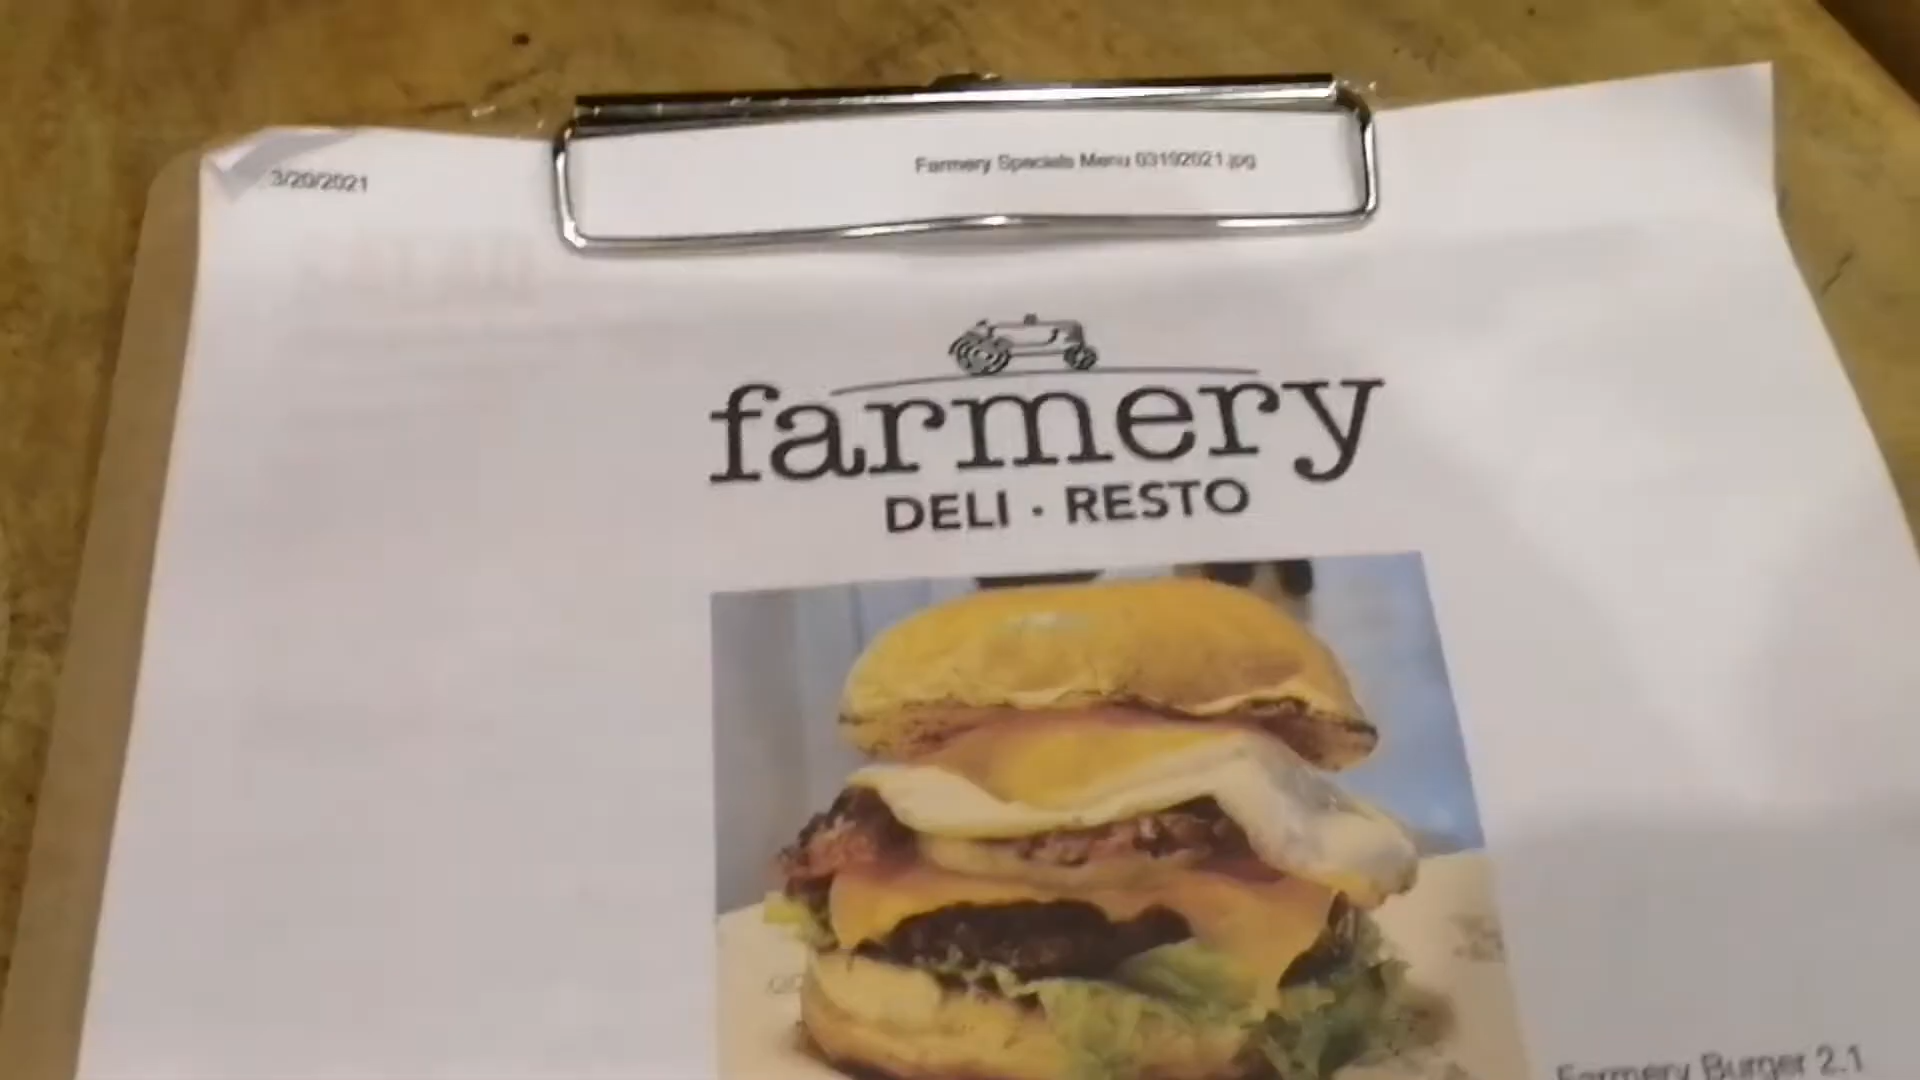 3/20/2021
Farmery Specials Menu 03192021.jpg
farmery
DELI · RESTO
Farmery Burger 2.1